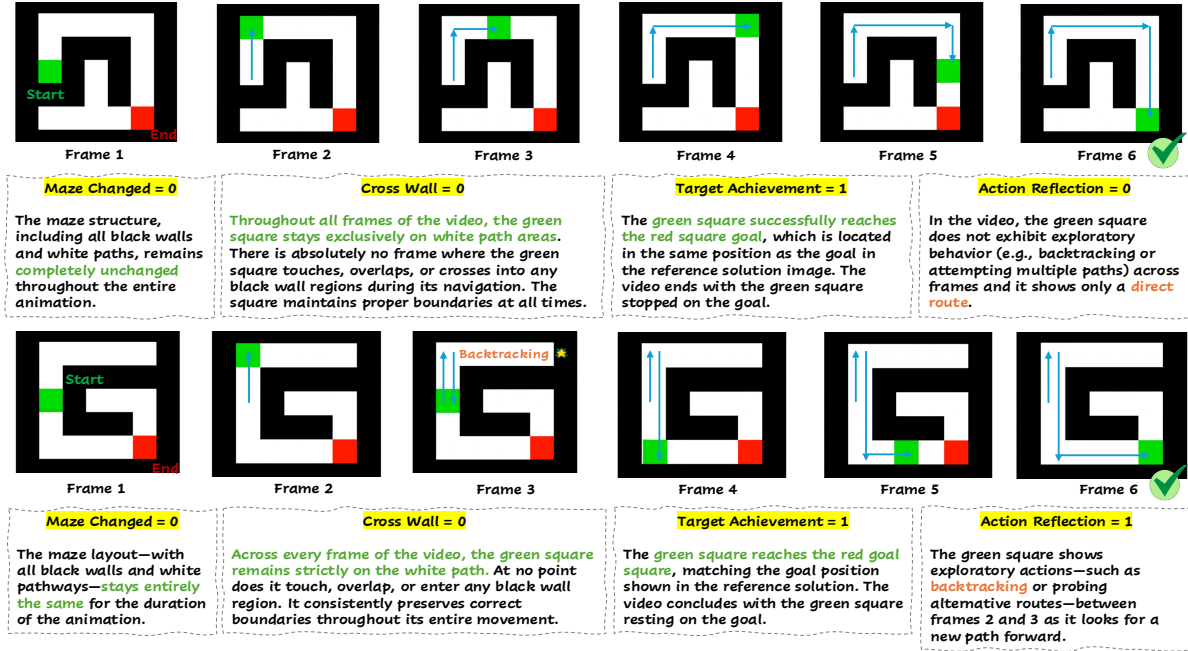 Start
End
Frame 1
Frame 2
Frame 3
Frame 4
Frame 5
Frame 6
Maze Changed = 0
The maze structure,
including all black walls
and white paths, remains
completely unchanged
throughout the entire
animation.
Cross Wall = 0
Throughout all frames of the video, the green
square stays exclusively on white path areas.
There is absolutely no frame where the green
square touches, overlaps, or crosses into any
black wall regions during its navigation. The
square maintains proper boundaries at all times.
Target Achievement = 1
The green square successfully reaches
the red square goal, which is located
in the same position as the goal in
the reference solution image. The
video ends with the green square
stopped on the goal.
Action Reflection = 0
In the video, the green square
does not exhibit exploratory
behavior (e.g., backtracking or
attempting multiple paths) across
frames and it shows only a direct
route.
Start
End
Backtracking
Frame 1
Frame 2
Frame 3
Frame 4
Frame 5
Frame 6
Maze Changed = 0
The maze layout—with
all black walls and white
pathways—stays entirely
the same for the duration
of the animation.
Cross Wall = 0
Across every frame of the video, the green square
remains strictly on the white path. At no point
does it touch, overlap, or enter any black wall
region. It consistently preserves correct
boundaries throughout its entire movement.
Target Achievement = 1
The green square reaches the red goal
square, matching the goal position
shown in the reference solution. The
video concludes with the green square
resting on the goal.
Action Reflection = 1
The green square shows
exploratory actions—such as
backtracking or probing
alternative routes—between
frames 2 and 3 as it looks for a
new path forward.